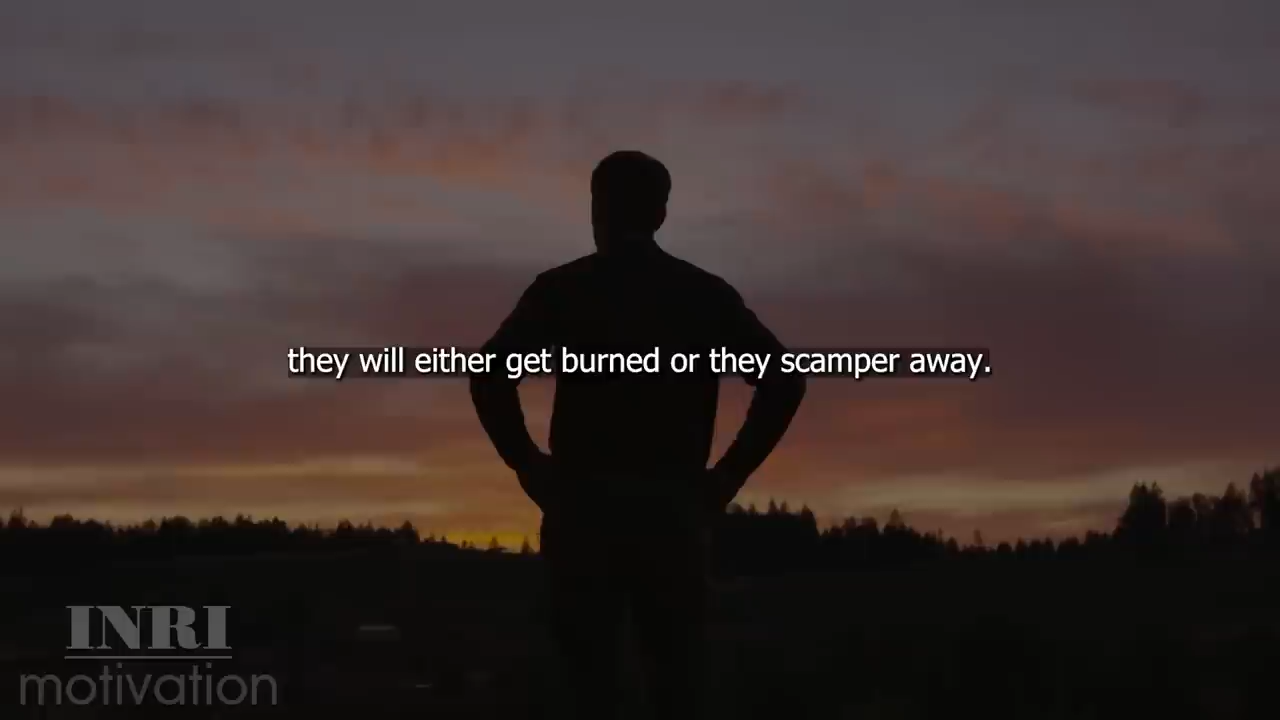 they will either get burned or they scamper away.
INRI
motivation